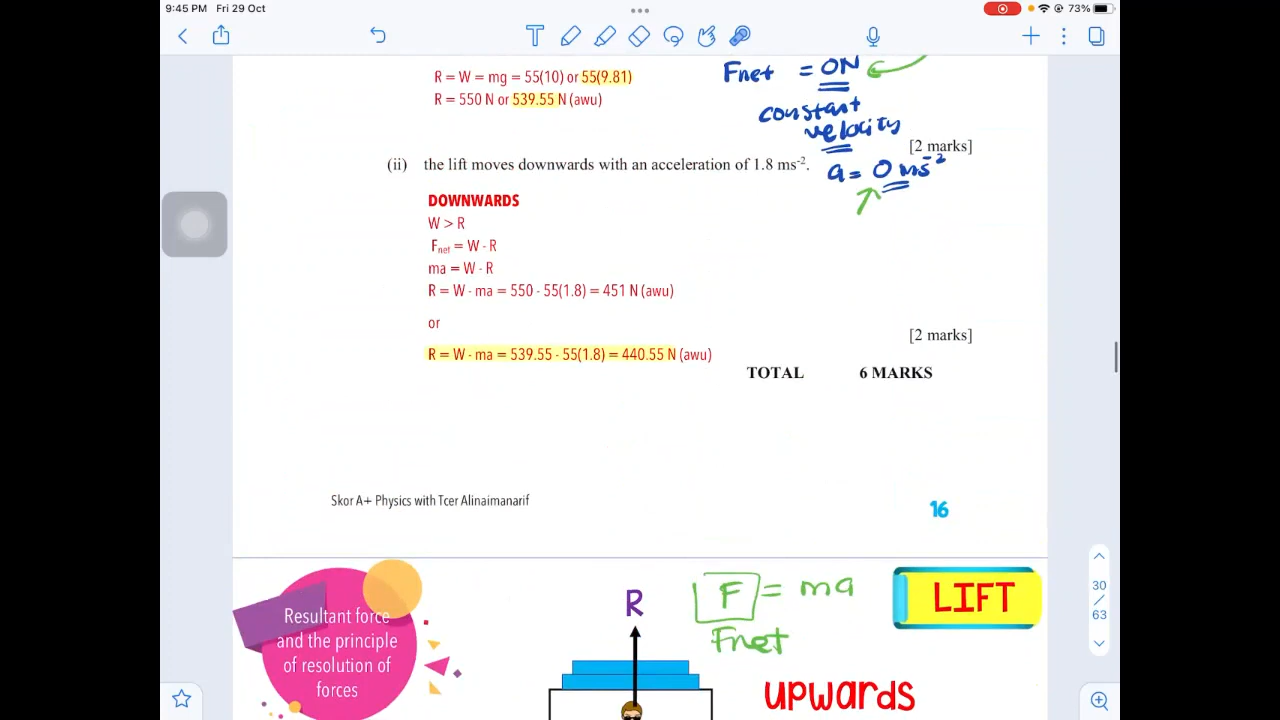 9:45 PM Fri 29 Oct
73%
R = W = mg = 55(10) or 55(9.81)
R = 550 N or 539.55 N (awu)
Fnet = 0N
constant
velocity
[2 marks]
(ii) the lift moves downwards with an acceleration of 1.8 ms⁻².
a = 0 ms⁻²
DOWNWARDS
W > R
Fnet = W - R
ma = W - R
R = W - ma = 550 - 55(1.8) = 451 N (awu)
or
[2 marks]
R = W - ma = 539.55 - 55(1.8) = 440.55 N (awu)
TOTAL 6 MARKS
Skor A+ Physics with Tcer Alinaimanarif
16
30
/
63
Resultant force
and the principle
of resolution of
forces
R
F = ma
Fnet
LIFT
upwards